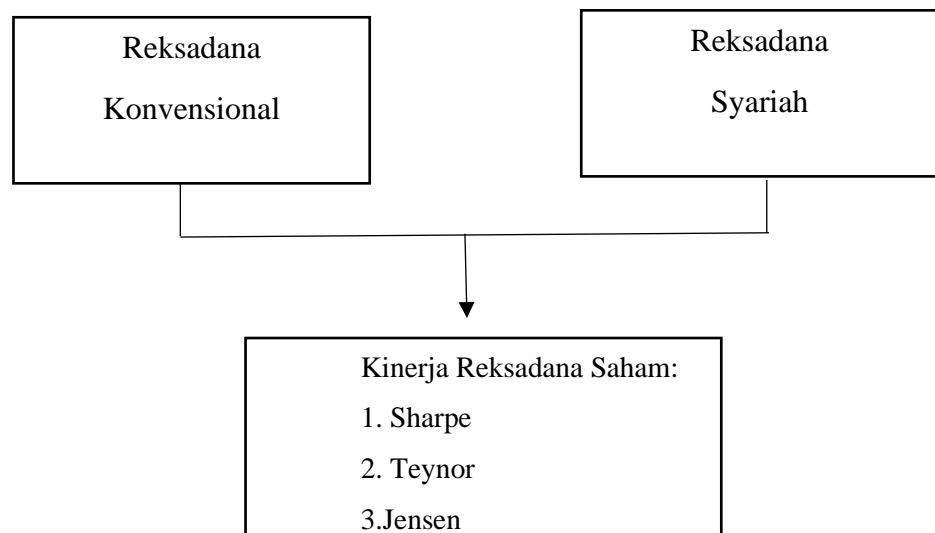 Reksadana
Konvensional
Reksadana
Syariah
Kinerja Reksadana Saham:
1. Sharpe
2. Teynor
3.Jensen